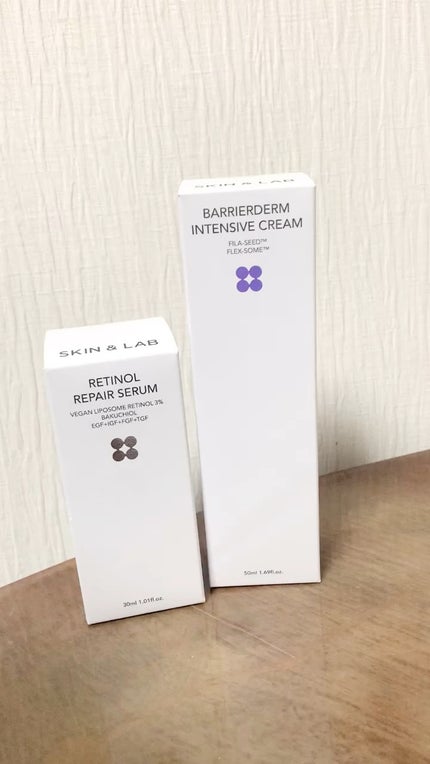 SKIN & LAB
RETINOL
REPAIR SERUM
VEGAN LIPOSOME RETINOL 3%
BAKUCHIOL
EGF+IGF+FGF+TGF
30ml 1.01fl.oz.
SKIN & LAB
BARRIERDERM
INTENSIVE CREAM
FILA-SEED™
FLEX-SOME™
50ml 1.69fl.oz.